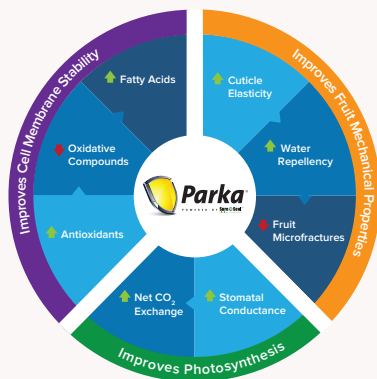 Improves Cell Membrane Stability
Fatty Acids
Oxidative
Compounds
Antioxidants
Improves Fruit Mechanical Properties
Cuticle
Elasticity
Water
Repellency
Fruit
Microfractures
Parka
Net CO₂
Exchange
Stomatal
Conductance
Improves Photosynthesis